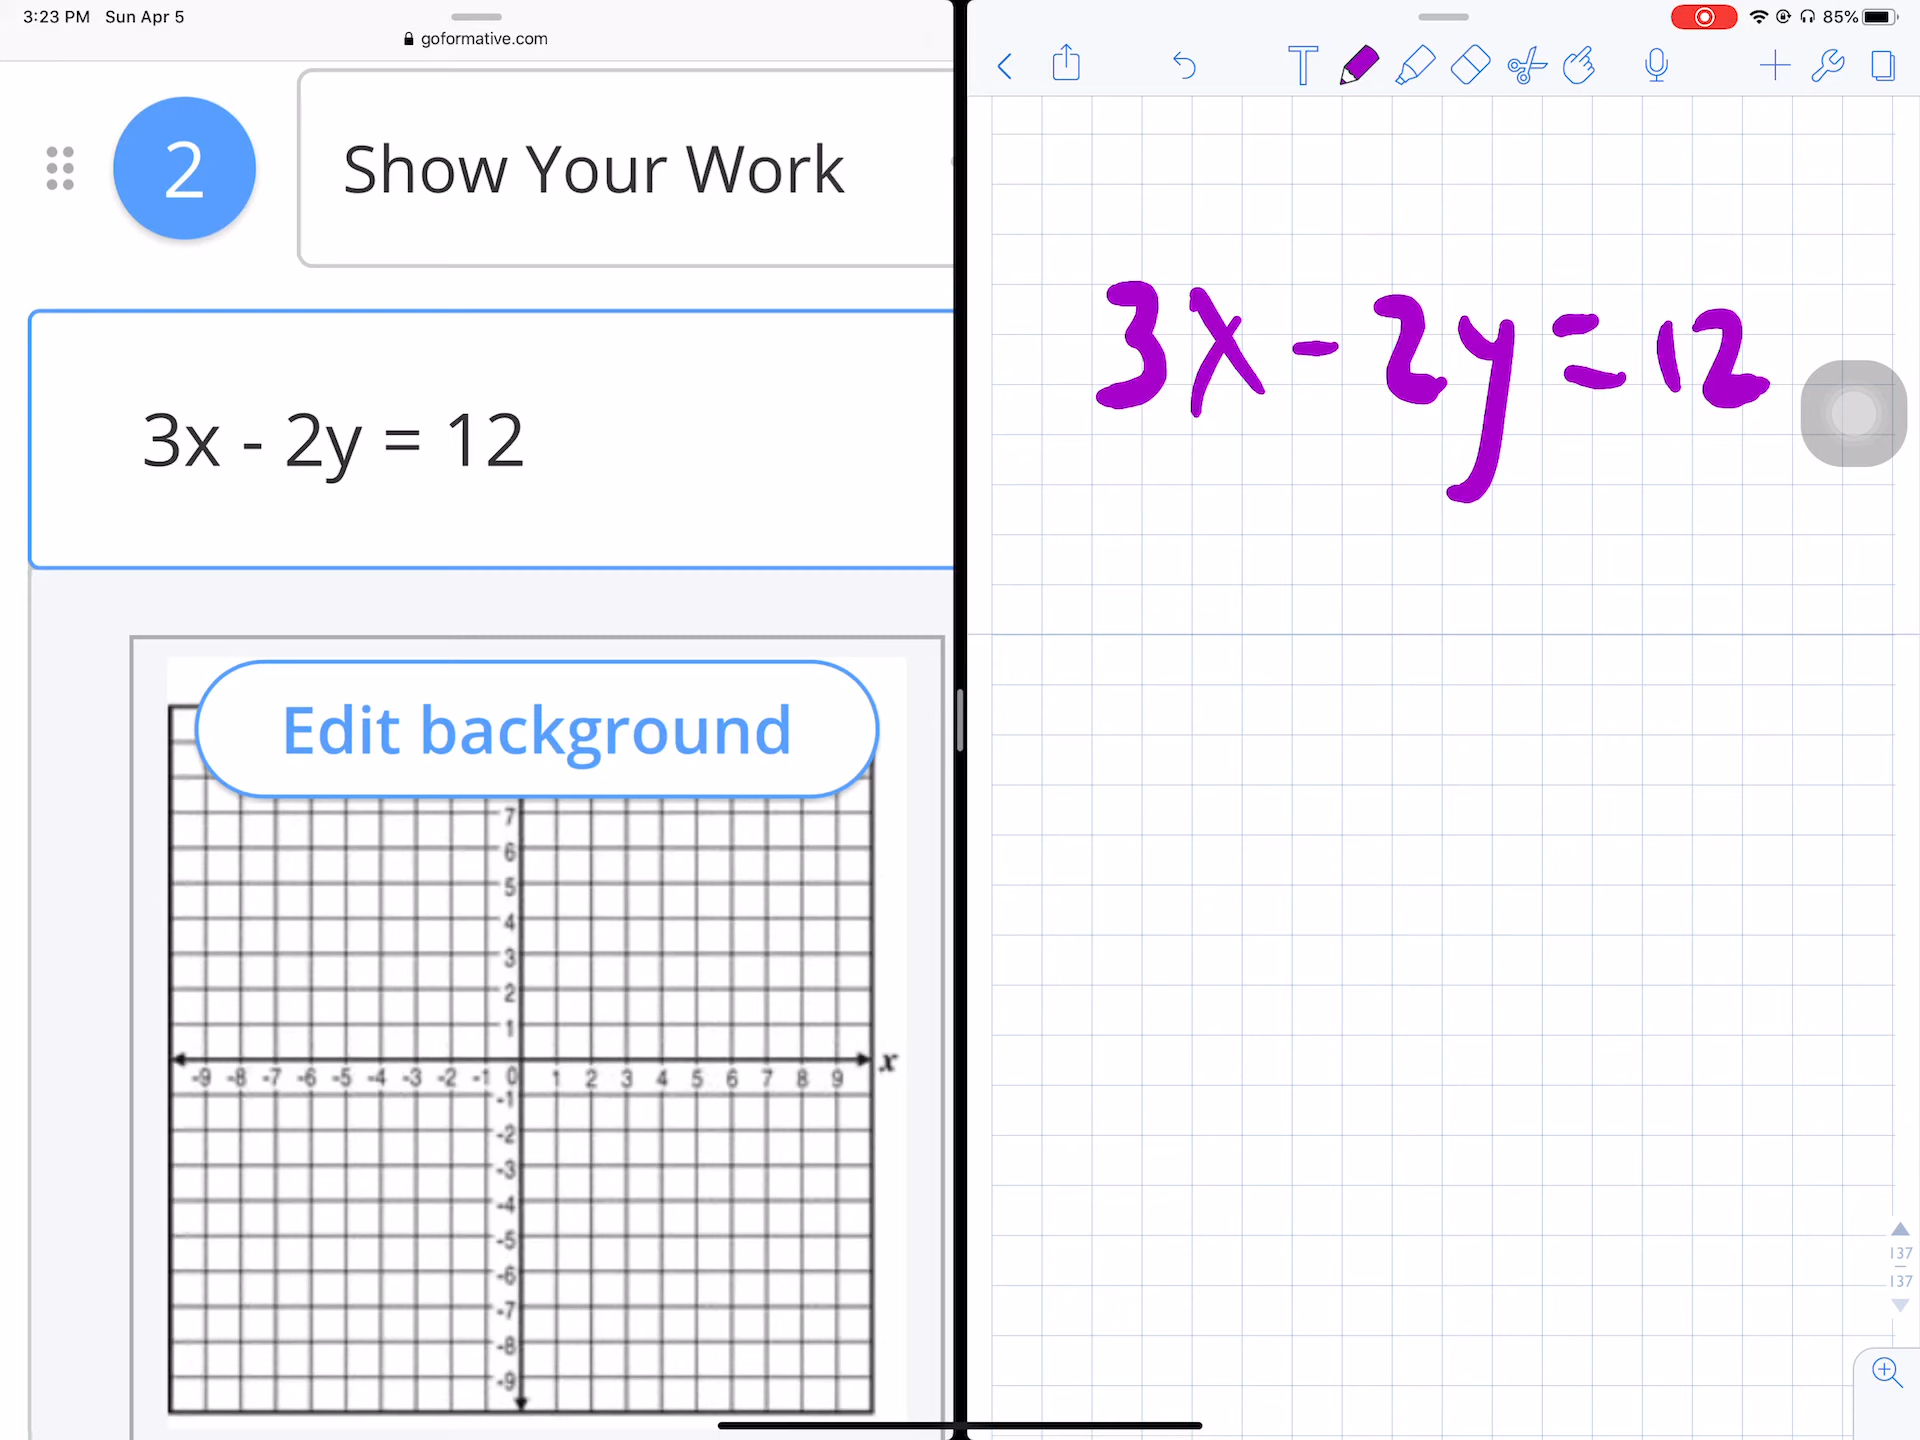 3:23 PM Sun Apr 5
goformative.com
85%
2
Show Your Work
3x - 2y = 12
3x - 2y = 12
Edit background
7
6
5
4
3
2
1
x
-9 -8 -7 -6 -5 -4 -3 -2 -1 0 1 2 3 4 5 6 7 8 9
-1
-2
-3
-4
-5
-6
-7
-8
-9
T
137
137